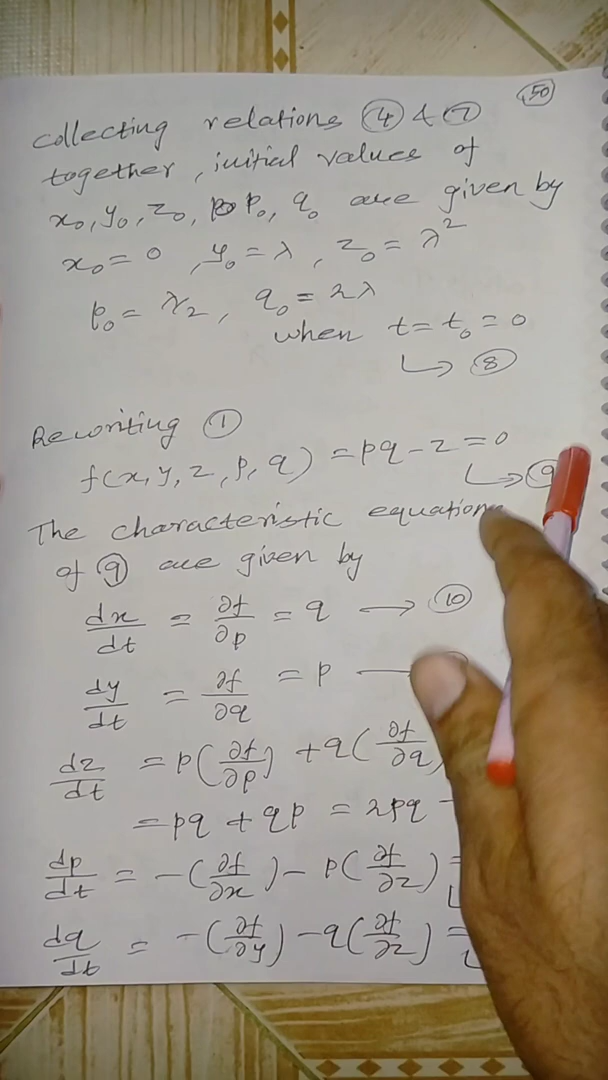 50
collecting relations ④ & ⑦
together, initial values of
x₀, y₀, z₀, p₀, q₀ are given by
x₀ = 0 , y₀ = λ , z₀ = λ²
p₀ = λ/2 , q₀ = 2λ
when t = t₀ = 0
↳ ⑧
Rewriting ①
f(x, y, z, p, q) = pq - z = 0
↳ ⑨
The characteristic equations
of ⑨ are given by
dx/dt = ∂f/∂p = q → ⑩
dy/dt = ∂f/∂q = p →
dz/dt = p(∂f/∂p) + q(∂f/∂q)
= pq + qp = 2pq
dp/dt = -(∂f/∂x) - p(∂f/∂z) =
dq/dt = -(∂f/∂y) - q(∂f/∂z) =